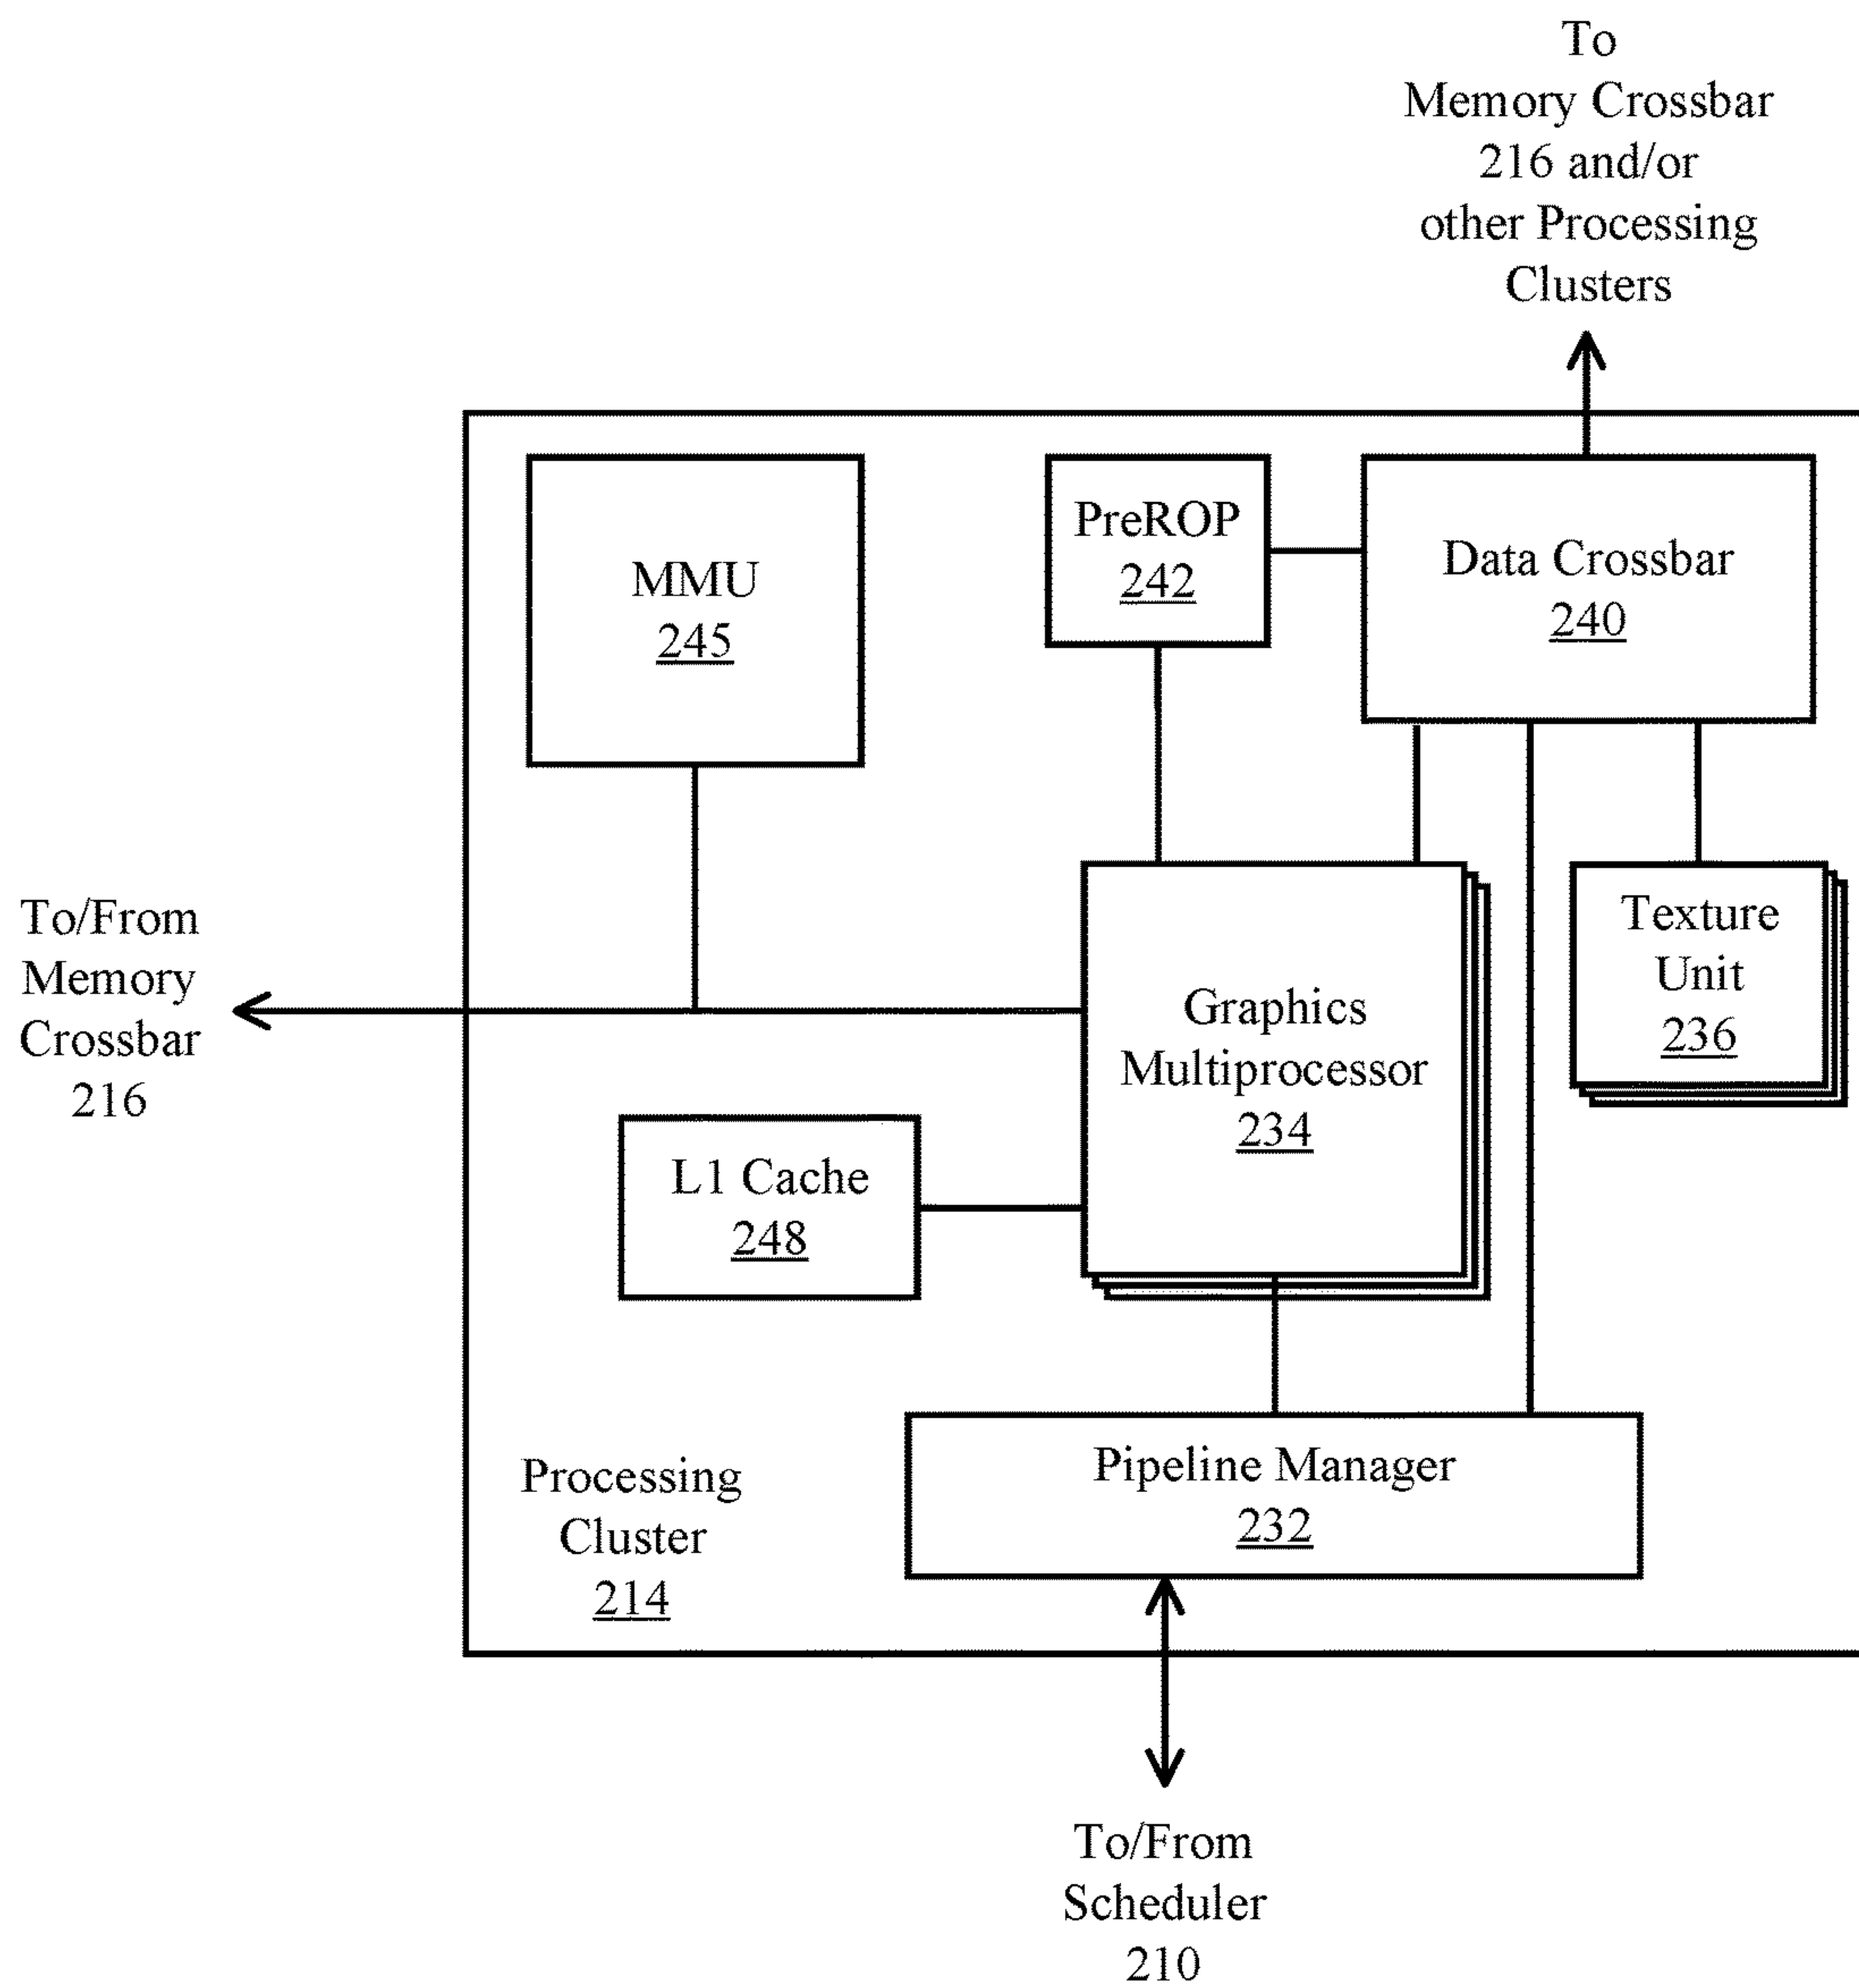 To
Memory Crossbar
216 and/or
other Processing
Clusters
MMU
245
PreROP
242
Data Crossbar
240
To/From
Memory
Crossbar
216
Graphics
Multiprocessor
234
Texture
Unit
236
L1 Cache
248
Pipeline Manager
232
Processing
Cluster
214
To/From
Scheduler
210